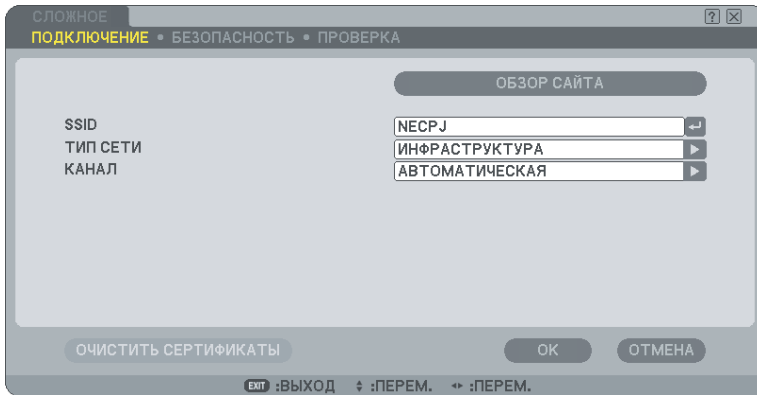 СЛОЖНОЕ ?
ПОДКЛЮЧЕНИЕ • БЕЗОПАСНОСТЬ • ПРОВЕРКА
ОБЗОР САЙТА
SSID NECPJ
ТИП СЕТИ ИНФРАСТРУКТУРА
КАНАЛ АВТОМАТИЧЕСКАЯ
ОЧИСТИТЬ СЕРТИФИКАТЫ ОК ОТМЕНА
EXIT :ВЫХОД :ПЕРЕМ. :ПЕРЕМ.